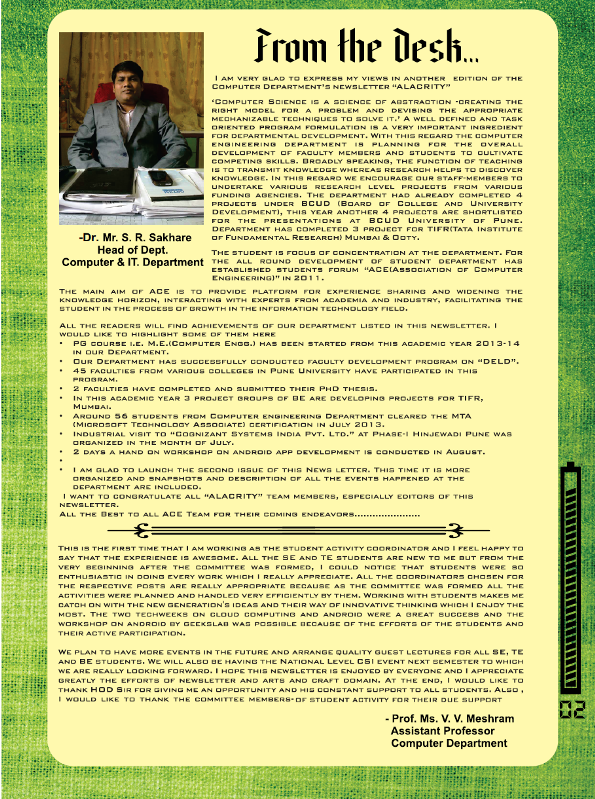 From the Desk...
I am very glad to express my views in another edition of the
Computer Department's newsletter "ALACRITY"
'Computer Science is a science of abstraction -creating the
right model for a problem and devising the appropriate
mechanizable techniques to solve it.' A well defined and task
oriented program formulation is a very important ingredient
for departmental development. With this regard the computer
engineering department is planning for the overall
development of faculty members and students to cultivate
competing skills. Broadly speaking, the function of teaching
is to transmit knowledge whereas research helps to discover
knowledge. In this regard we encourage our staff-members to
undertake various research level projects from various
funding agencies. The department had already completed 4
projects under BCUD (Board of College and University
Development), this year another 4 projects are shortlisted
for the presentations at BCUD University of Pune.
Department has completed 3 project for TIFR(Tata Institute
of Fundamental Research) Mumbai & Ooty.
-Dr. Mr. S. R. Sakhare
Head of Dept.
Computer & IT. Department
The student is focus of concentration at the department. For
the all round development of student department has
established students forum "ACE(Association of Computer
Engineering)" in 2011.
The main aim of ACE is to provide platform for experience sharing and widening the
knowledge horizon, interacting with experts from academia and industry, facilitating the
student in the process of growth in the information technology field.
All the readers will find achievements of our department listed in this newsletter. I
would like to highlight some of them here
• PG course i.e. M.E.(Computer Engg.) has been started from this academic year 2013-14
in our Department.
• Our Department has successfully conducted faculty development program on "DELD".
• 45 faculties from various colleges in Pune University have participated in this
program.
• 2 faculties have completed and submitted their PhD thesis.
• In this academic year 3 project groups of BE are developing projects for TIFR,
Mumbai.
• Around 56 students from Computer engineering Department cleared the MTA
(Microsoft Technology Associate) certification in July 2013.
• Industrial visit to "Cognizant Systems India Pvt. Ltd." at Phase-I Hinjewadi Pune was
organized in the month of July.
• 2 days a hand on workshop on android app development is conducted in August.
•
• I am glad to launch the second issue of this News letter. This time it is more
organized and snapshots and description of all the events happened at the
department are included.
I want to congratulate all "ALACRITY" team members, especially editors of this
newsletter.
All the Best to all ACE Team for their coming endeavors......................
This is the first time that I am working as the student activity coordinator and I feel happy to
say that the experience is awesome. All the SE and TE students are new to me but from the
very beginning after the committee was formed, I could notice that students were so
enthusiastic in doing every work which I really appreciate. All the coordinators chosen for
the respective posts are really appropriate because as the committee was formed all the
activities were planned and handled very efficiently by them. Working with students makes me
catch on with the new generation's ideas and their way of innovative thinking which I enjoy the
most. The two techweeks on cloud computing and android were a great success and the
workshop on android by geekslab was possible because of the efforts of the students and
their active participation.
We plan to have more events in the future and arrange quality guest lectures for all SE, TE
and BE students. We will also be having the National Level CSI event next semester to which
we are really looking forward. I hope this newsletter is enjoyed by everyone and I appreciate
greatly the efforts of newsletter and arts and craft domain. At the end, I would like to
thank HOD Sir for giving me an opportunity and his constant support to all students. Also ,
I would like to thank the committee members-of student activity for their due support
- Prof. Ms. V. V. Meshram
Assistant Professor
Computer Department
02